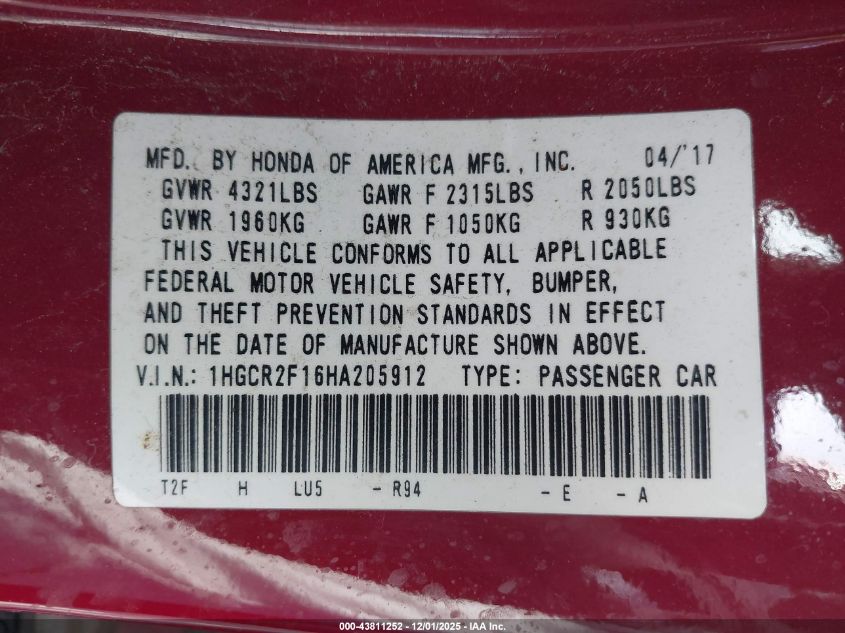 MFD. BY HONDA OF AMERICA MFG., INC. 04/'17
GVWR 4321LBS GAWR F 2315LBS R 2050LBS
GVWR 1960KG GAWR F 1050KG R 930KG
THIS VEHICLE CONFORMS TO ALL APPLICABLE
FEDERAL MOTOR VEHICLE SAFETY, BUMPER,
AND THEFT PREVENTION STANDARDS IN EFFECT
ON THE DATE OF MANUFACTURE SHOWN ABOVE.
V.I.N.: 1HGCR2F16HA205912 TYPE: PASSENGER CAR
T2F H LU5 - R94 - E - A
000-43811252 - 12/01/2025 - IAA Inc.